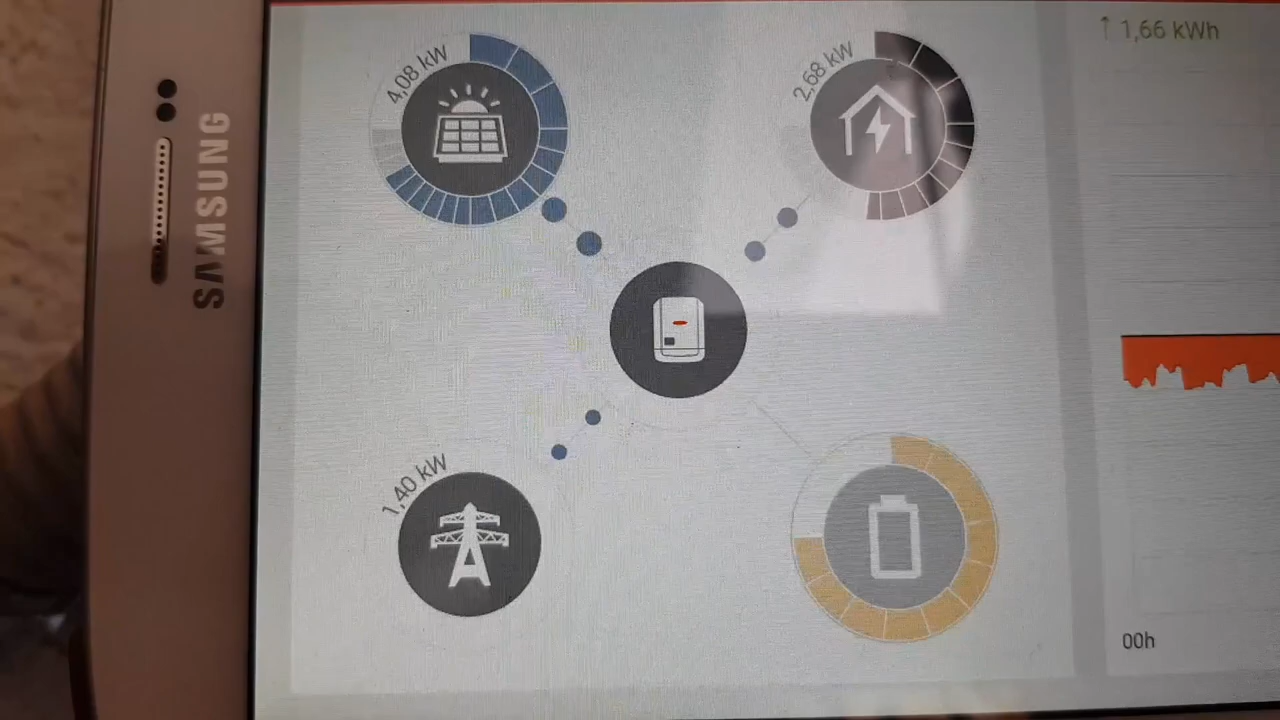 SAMSUNG
4,08 kW
2,68 kW
↑ 1,66 kWh
1,40 kW
00h